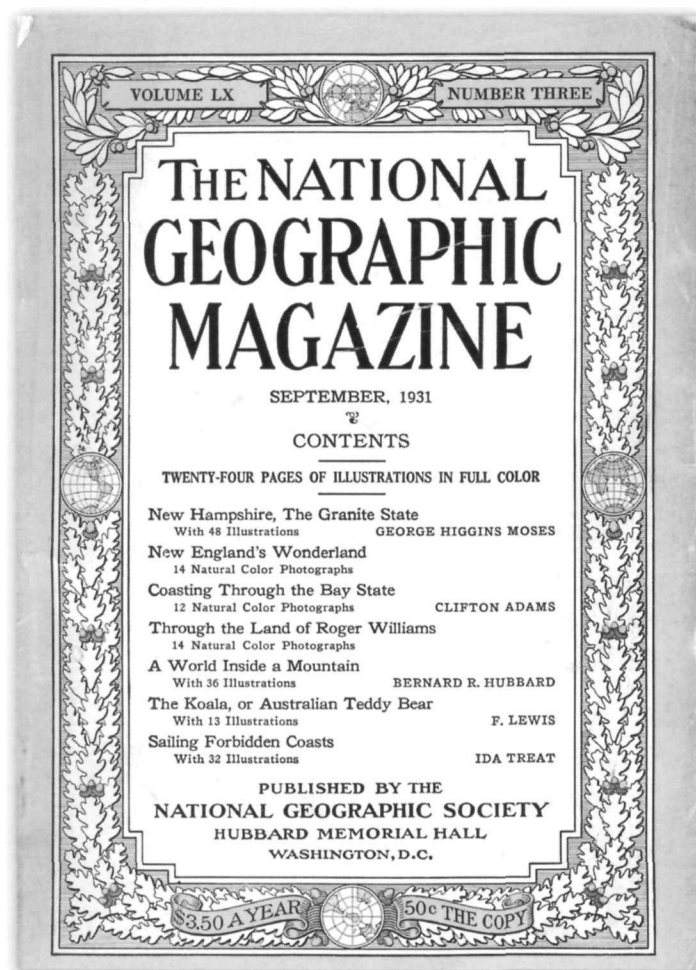 VOLUME LX
NUMBER THREE
THE NATIONAL
GEOGRAPHIC
MAGAZINE
SEPTEMBER, 1931
CONTENTS
TWENTY-FOUR PAGES OF ILLUSTRATIONS IN FULL COLOR
New Hampshire, The Granite State
With 48 Illustrations GEORGE HIGGINS MOSES
New England's Wonderland
14 Natural Color Photographs
Coasting Through the Bay State
12 Natural Color Photographs CLIFTON ADAMS
Through the Land of Roger Williams
14 Natural Color Photographs
A World Inside a Mountain
With 36 Illustrations BERNARD R. HUBBARD
The Koala, or Australian Teddy Bear
With 13 Illustrations F. LEWIS
Sailing Forbidden Coasts
With 32 Illustrations IDA TREAT
PUBLISHED BY THE
NATIONAL GEOGRAPHIC SOCIETY
HUBBARD MEMORIAL HALL
WASHINGTON, D.C.
$3.50 A YEAR
50c THE COPY